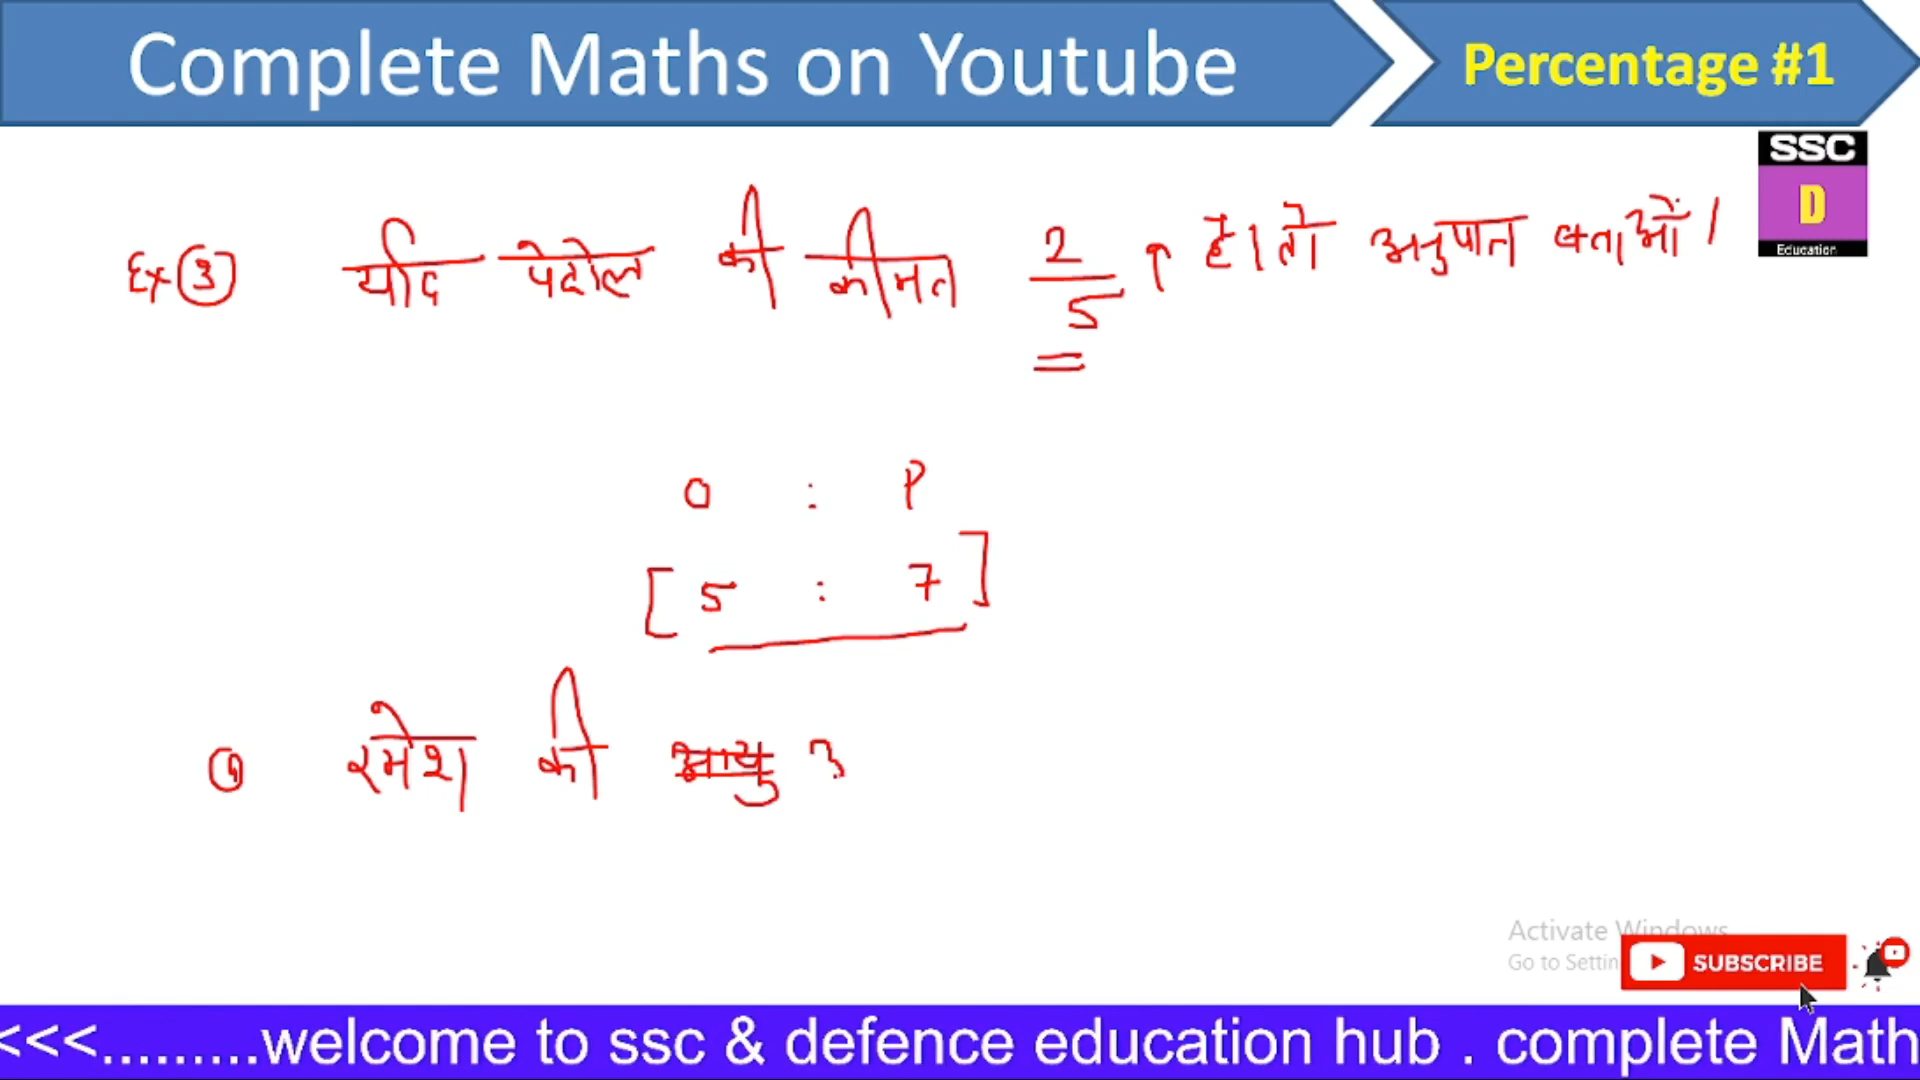 Complete Maths on Youtube
Percentage #1
SSC
D
Education
Ex ③ यदि पेट्रोल की कीमत 2/5 ↑ है। तो अनुपात बताओं।
=
O : P
[ 5 : 7 ]
रमेश की आयु 3
Activate Windows
Go to Settin
SUBSCRIBE
<<<.........welcome to ssc & defence education hub . complete Math